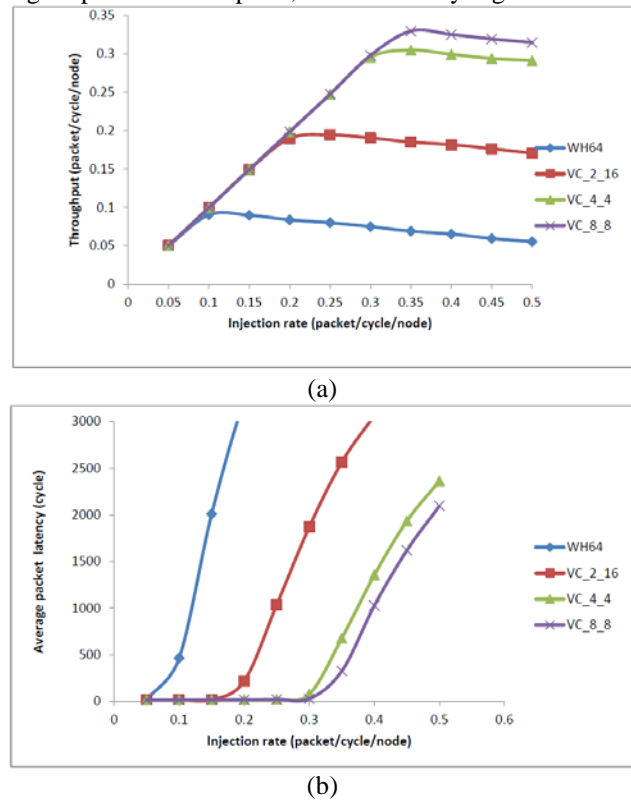 0.35
0.3
0.25
0.2
0.15
0.1
0.05
0
Throughput (packet/cycle/node)
0 0.05 0.1 0.15 0.2 0.25 0.3 0.35 0.4 0.45 0.5
Injection rate (packet/cycle/node)
WH64
VC_2_16
VC_4_4
VC_8_8
(a)
3000
2500
2000
1500
1000
500
0
Average packet latency (cycle)
0 0.1 0.2 0.3 0.4 0.5 0.6
Injection rate (packet/cycle/node)
WH64
VC_2_16
VC_4_4
VC_8_8
(b)